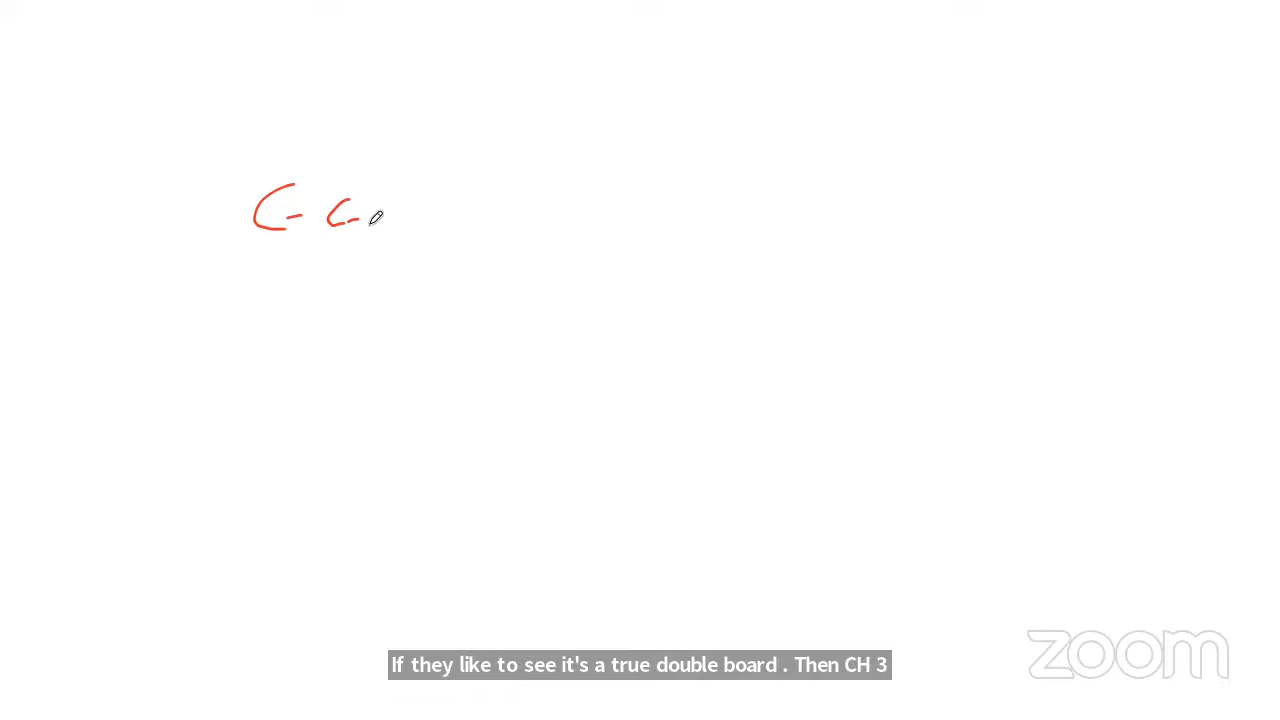 C- C-
If they like to see it's a true double board . Then CH 3
zoom